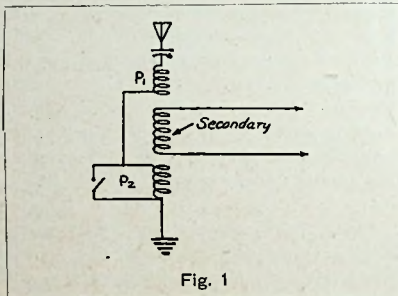 P₁
Secondary
P₂
Fig. 1